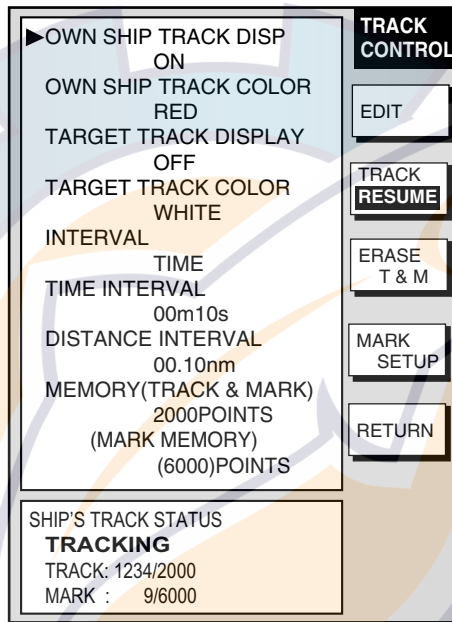 ▶OWN SHIP TRACK DISP
ON
OWN SHIP TRACK COLOR
RED
TARGET TRACK DISPLAY
OFF
TARGET TRACK COLOR
WHITE
INTERVAL
TIME
TIME INTERVAL
00m10s
DISTANCE INTERVAL
00.10nm
MEMORY(TRACK & MARK)
2000POINTS
(MARK MEMORY)
(6000)POINTS
SHIP'S TRACK STATUS
TRACKING
TRACK: 1234/2000
MARK : 9/6000
TRACK
CONTROL
EDIT
TRACK
RESUME
ERASE
T & M
MARK
SETUP
RETURN